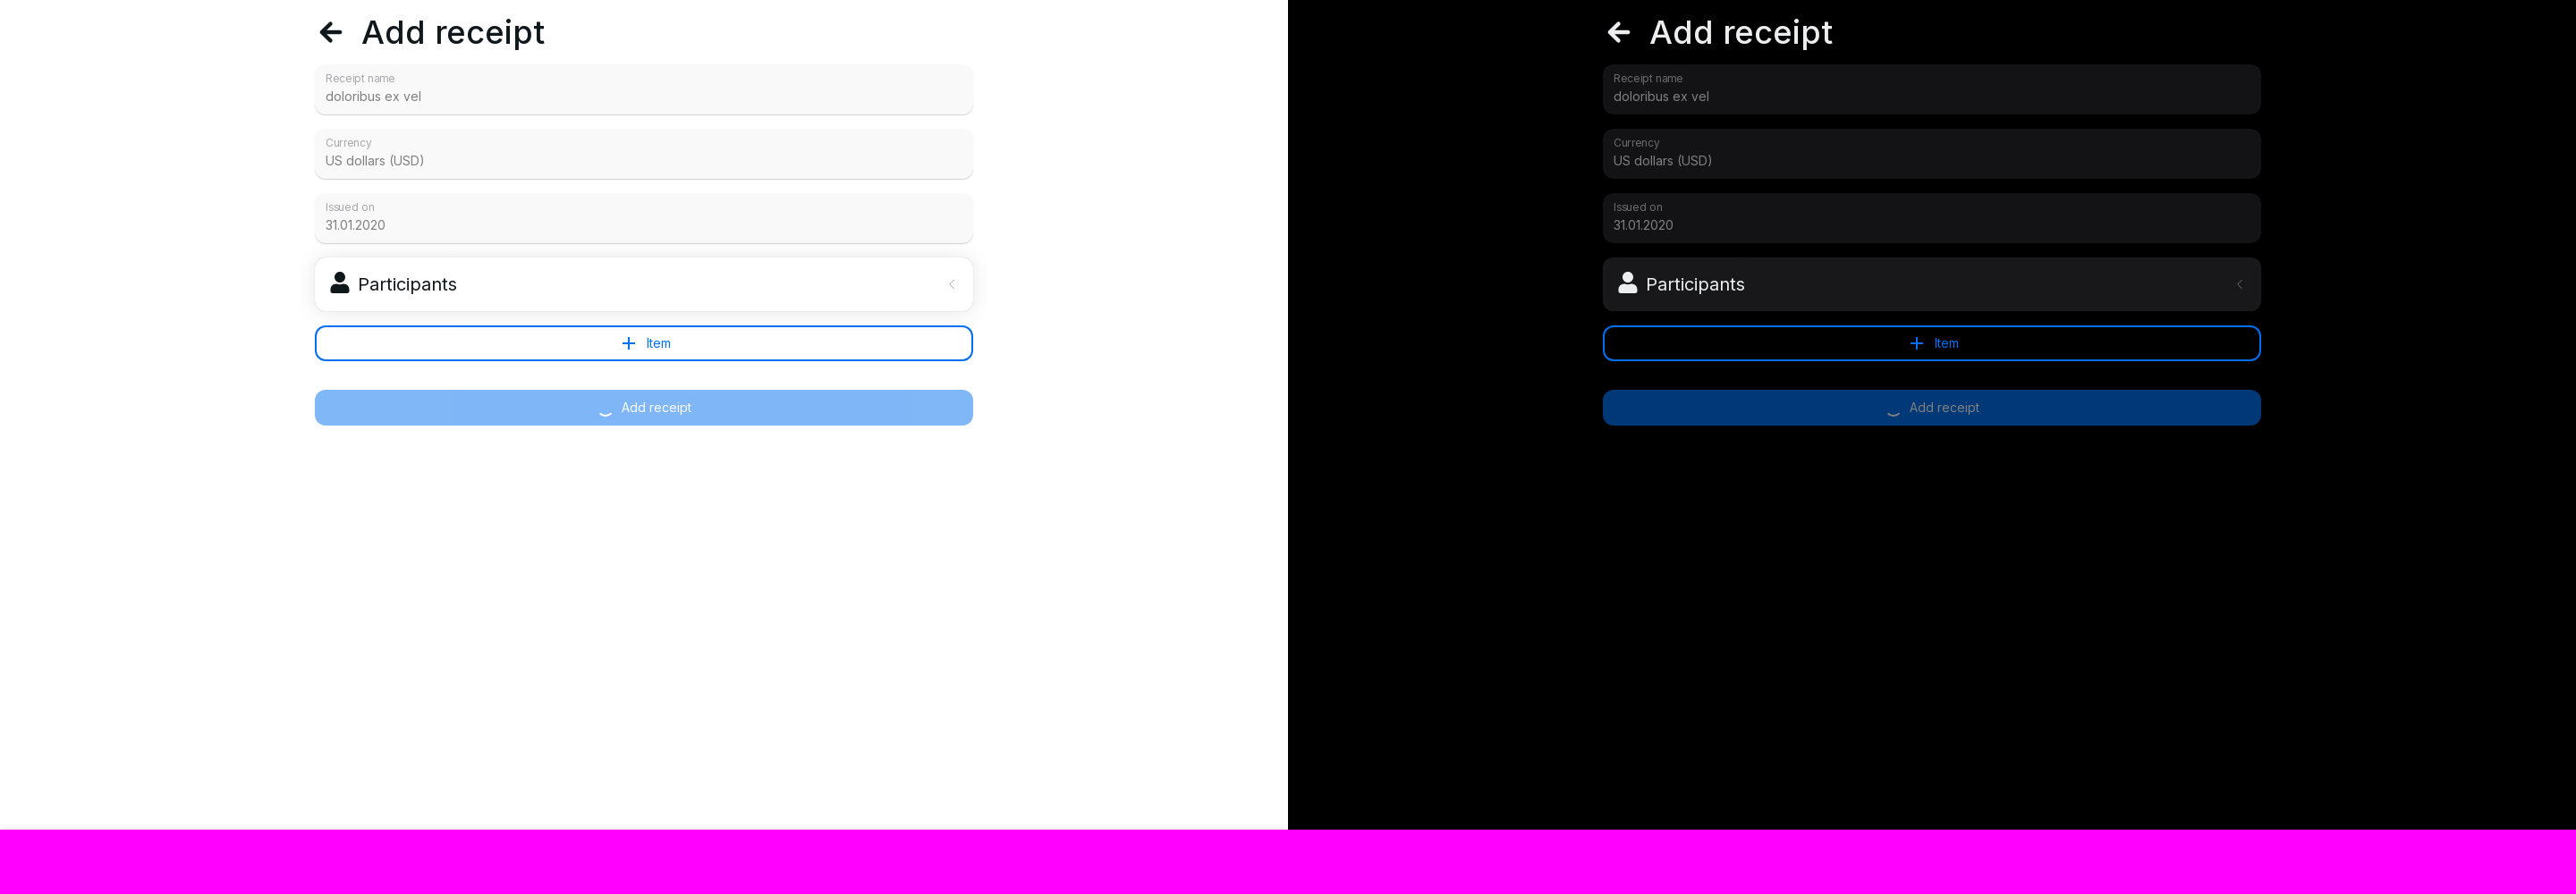 Add receipt
Receipt name
doloribus ex vel
Currency
US dollars (USD)
Issued on
31.01.2020
Participants
Item
Add receipt
Add receipt
Receipt name
doloribus ex vel
Currency
US dollars (USD)
Issued on
31.01.2020
Participants
Item
Add receipt